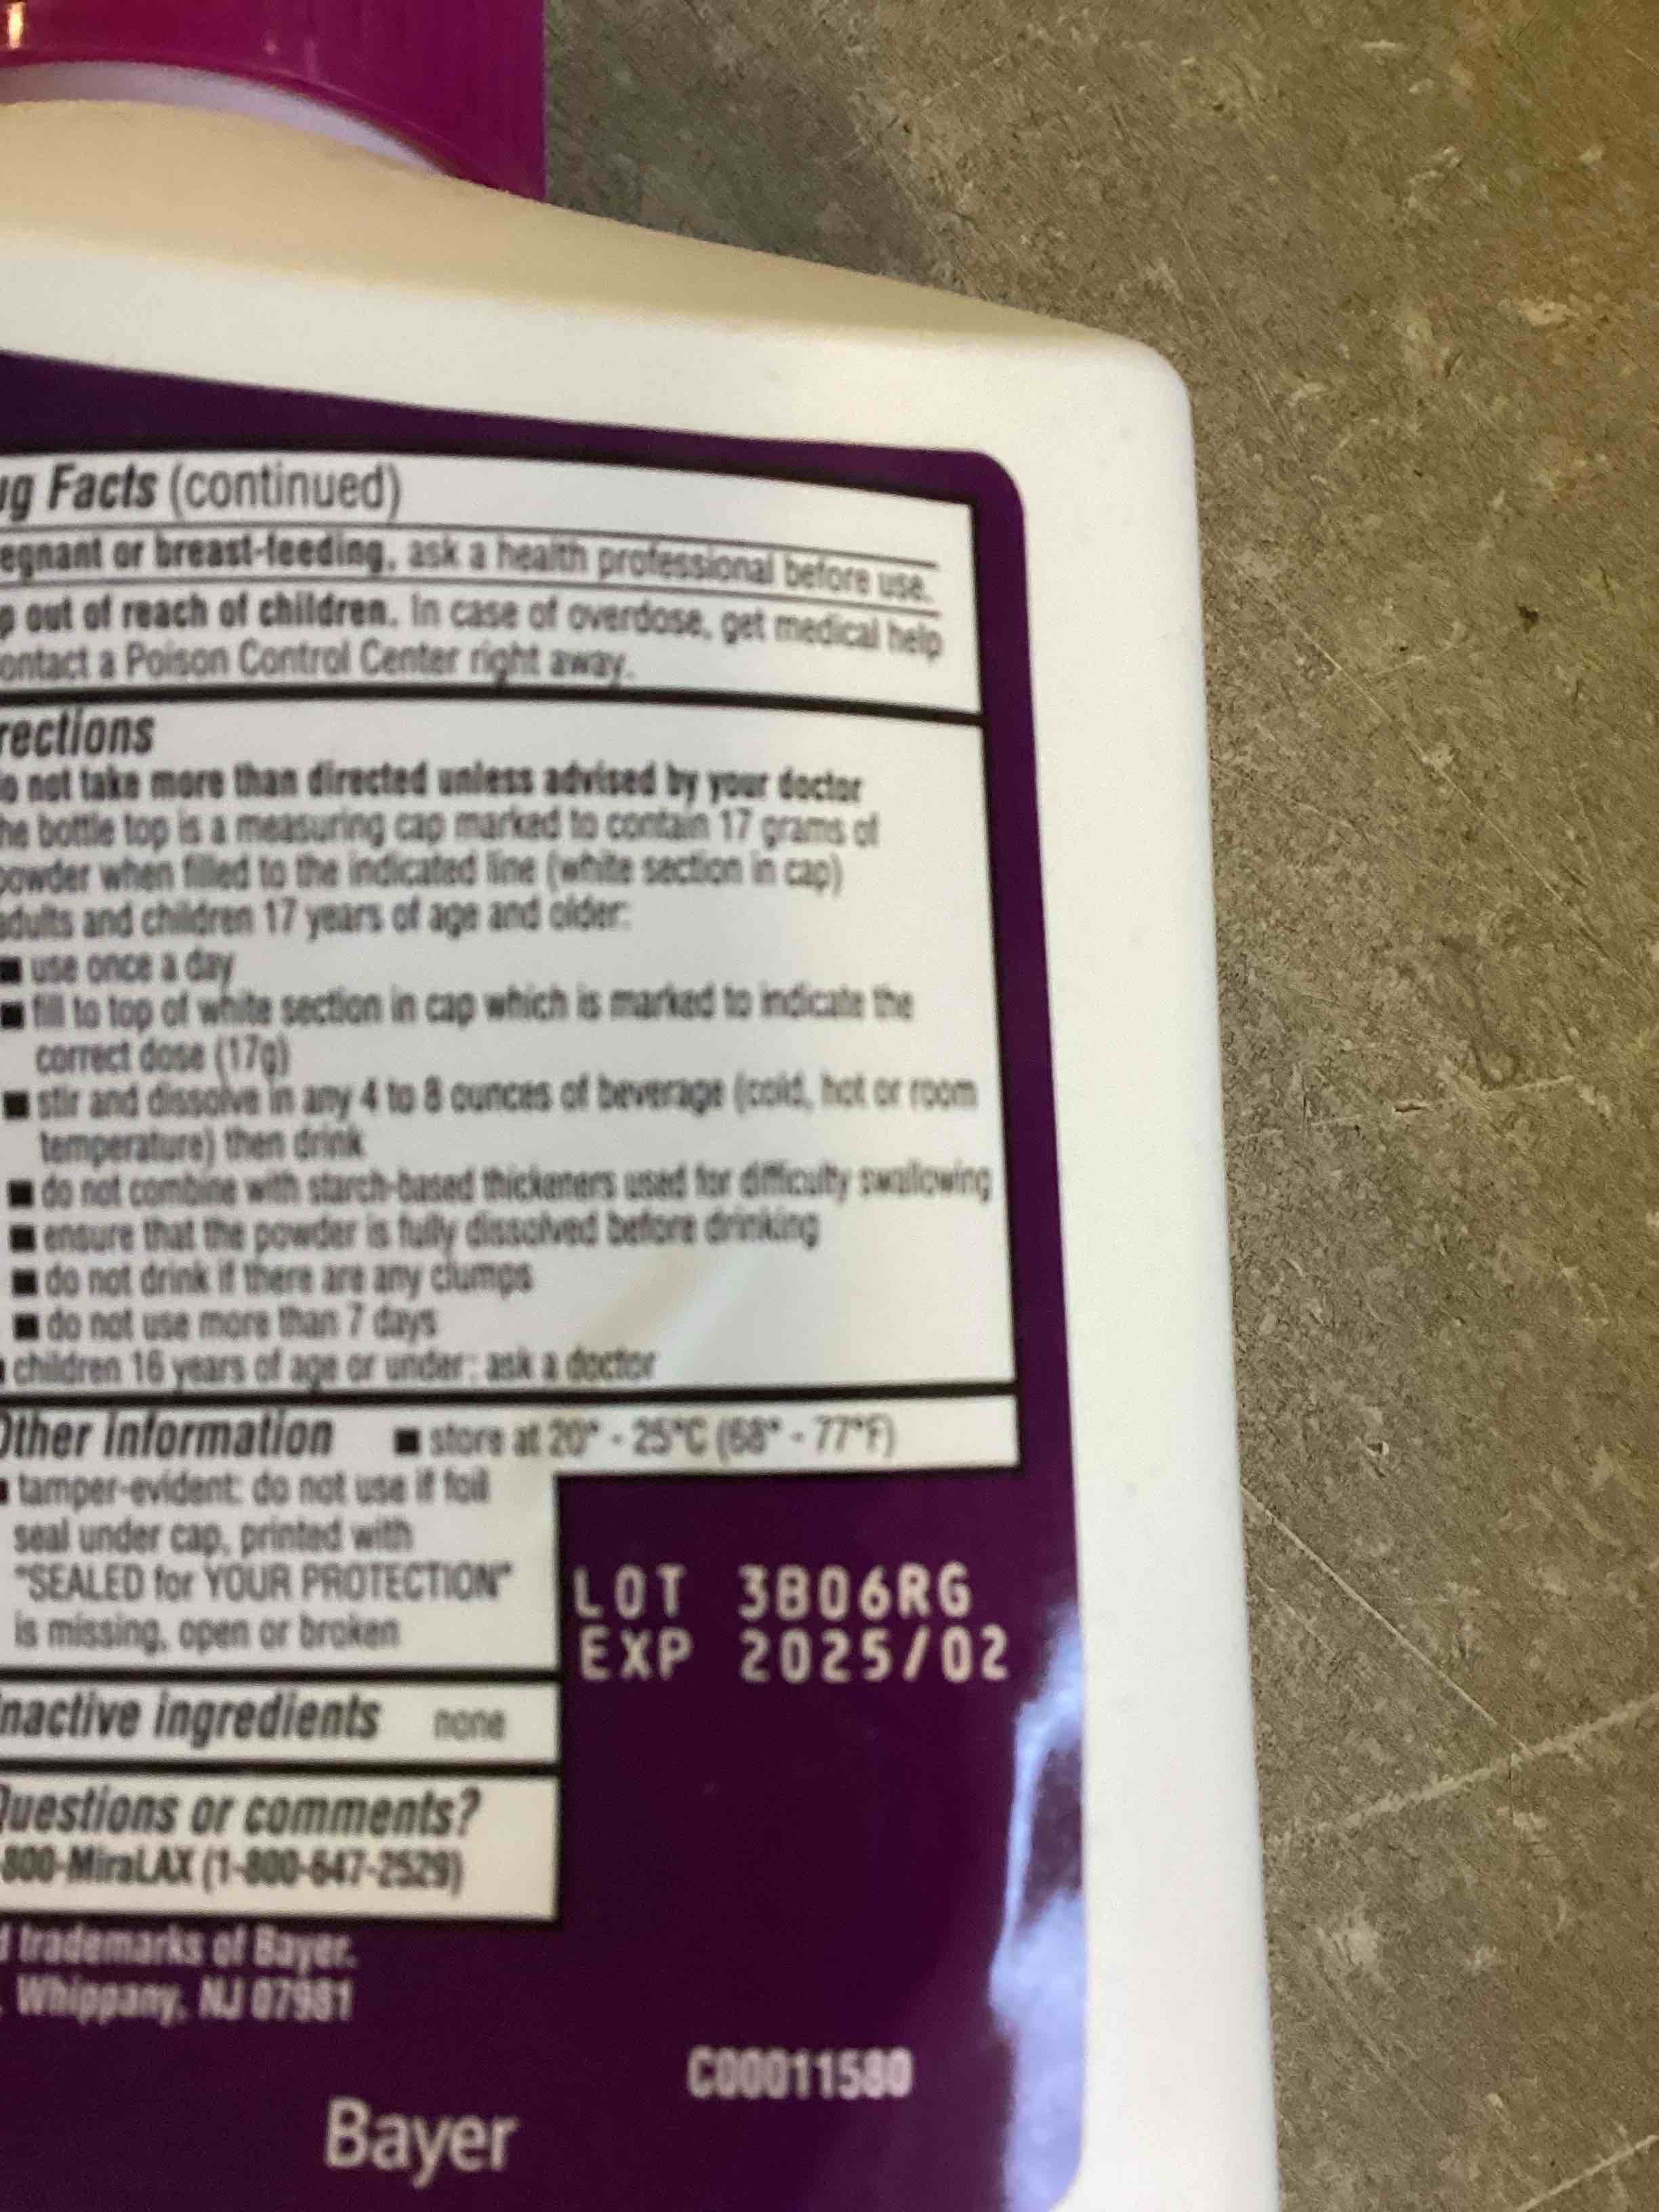 ug Facts (continued)
egnant or breast-feeding, ask a health professional before use.
p out of reach of children. In case of overdose, get medical help
ontact a Poison Control Center right away.
rections
do not take more than directed unless advised by your doctor
he bottle top is a measuring cap marked to contain 17 grams of
powder when filled to the indicated line (white section in cap)
adults and children 17 years of age and older:
■ use once a day
■ fill to top of white section in cap which is marked to indicate the
correct dose (17g)
■ stir and dissolve in any 4 to 8 ounces of beverage (cold, hot or room
temperature) then drink
■ do not combine with starch-based thickeners used for difficulty swallowing
■ ensure that the powder is fully dissolved before drinking
■ do not drink if there are any clumps
■ do not use more than 7 days
■ children 16 years of age or under: ask a doctor
Other information ■ store at 20° - 25°C (68° - 77°F)
■ tamper-evident: do not use if foil
seal under cap, printed with
"SEALED for YOUR PROTECTION"
is missing, open or broken
LOT 3B06RG
EXP 2025/02
Inactive ingredients none
Questions or comments?
-800-MiraLAX (1-800-647-2529)
d trademarks of Bayer.
, Whippany, NJ 07981
C00011580
Bayer